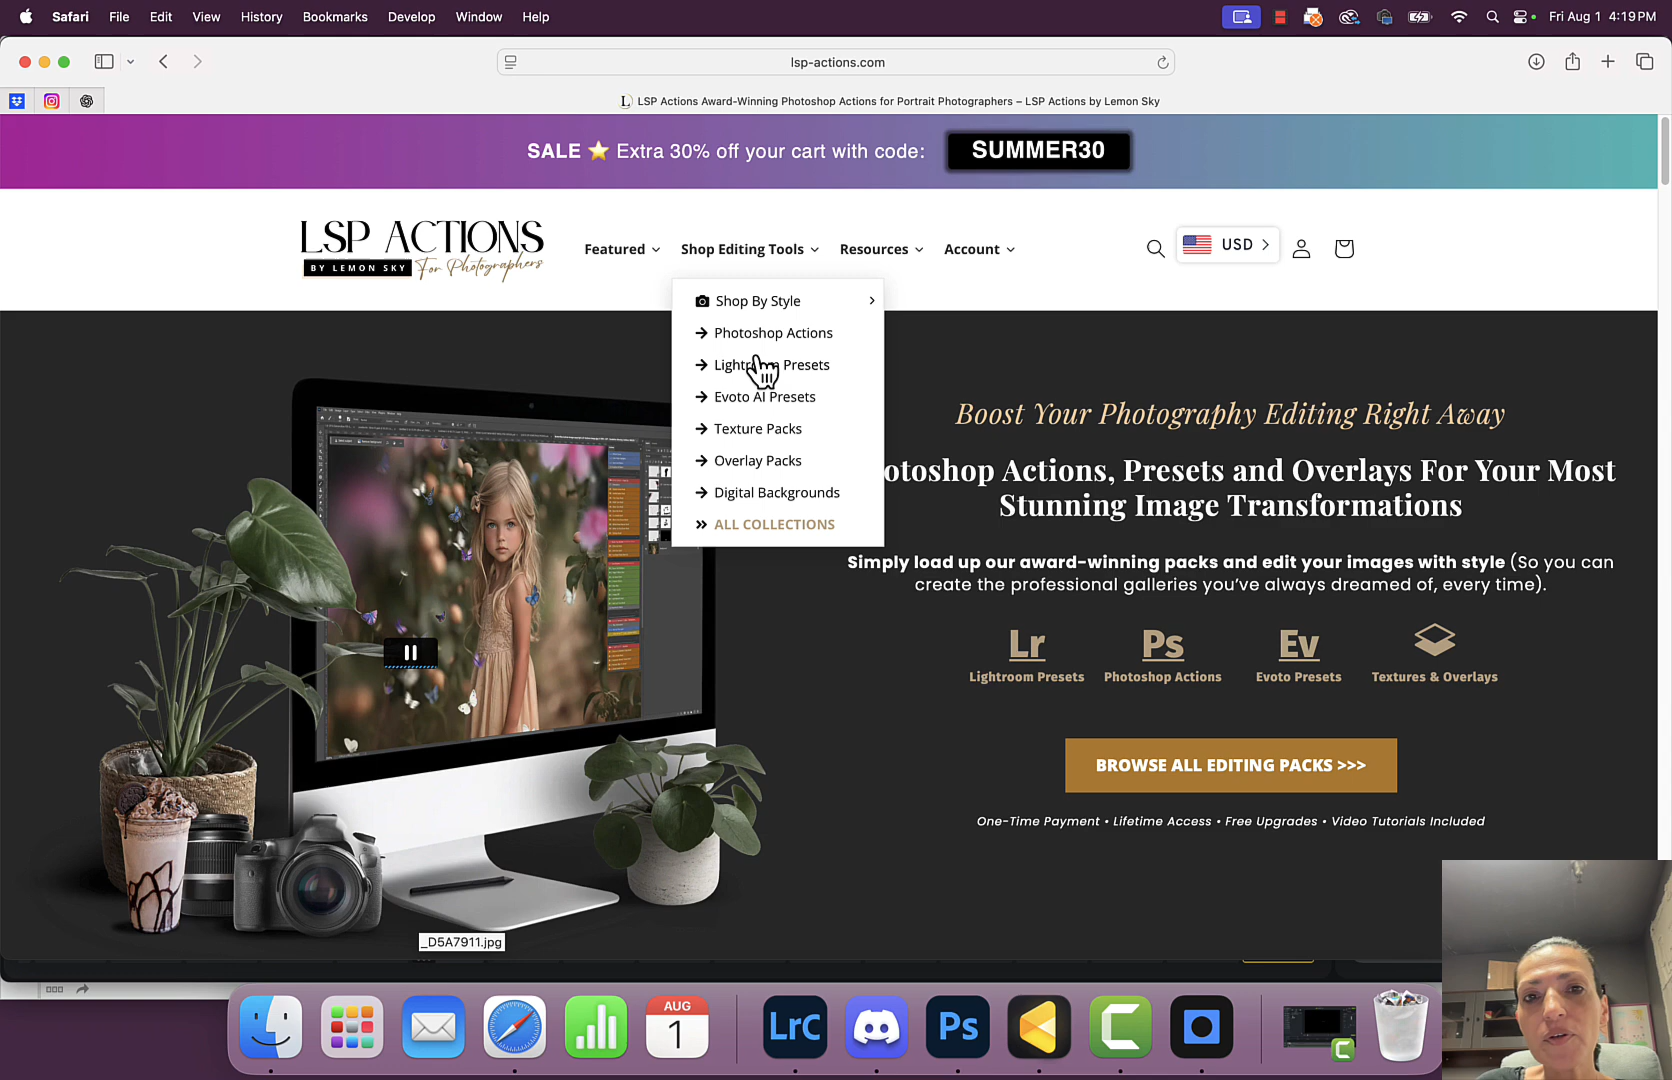 Safari File Edit View History Bookmarks Develop Window Help
Fri Aug 1 4:19 PM
lsp-actions.com
L LSP Actions Award-Winning Photoshop Actions for Portrait Photographers – LSP Actions by Lemon Sky
SALE ⭐ Extra 30% off your cart with code: SUMMER30
LSP ACTIONS
BY LEMON SKY For Photographers
Featured Shop Editing Tools Resources Account
USD
Shop By Style
Photoshop Actions
Lightroom Presets
Evoto AI Presets
Texture Packs
Overlay Packs
Digital Backgrounds
ALL COLLECTIONS
Boost Your Photography Editing Right Away
otoshop Actions, Presets and Overlays For Your Most
Stunning Image Transformations
Simply load up our award-winning packs and edit your images with style (So you can
create the professional galleries you’ve always dreamed of, every time).
Lr Ps Ev
Lightroom Presets Photoshop Actions Evoto Presets Textures & Overlays
BROWSE ALL EDITING PACKS >>>
One-Time Payment • Lifetime Access • Free Upgrades • Video Tutorials Included
_D5A7911.jpg
AUG
1
LrC
Ps